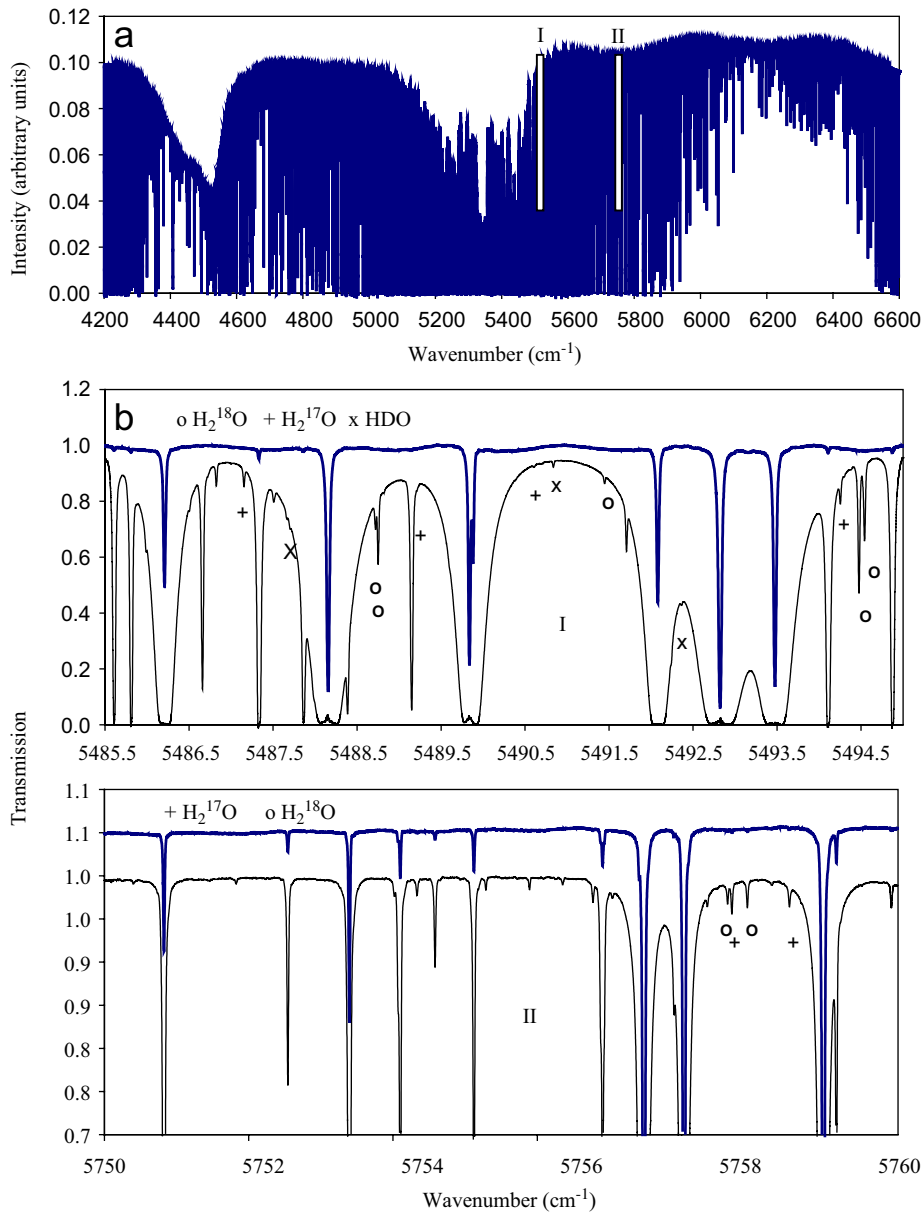 a
I II
0.12
0.10
0.08
0.06
0.04
0.02
0.00
Intensity (arbitrary units)
4200 4400 4600 4800 5000 5200 5400 5600 5800 6000 6200 6400 6600
Wavenumber (cm⁻¹)
b
o H₂¹⁸O + H₂¹⁷O x HDO
1.2
1.0
0.8
0.6
0.4
0.2
0.0
+ x o o + + x o x + o o
I
5485.5 5486.5 5487.5 5488.5 5489.5 5490.5 5491.5 5492.5 5493.5 5494.5
Transmission
+ H₂¹⁷O o H₂¹⁸O
1.1
1.1
1.0
1.0
0.9
0.9
0.8
0.8
0.7
o + o +
II
5750 5752 5754 5756 5758 5760
Wavenumber (cm⁻¹)